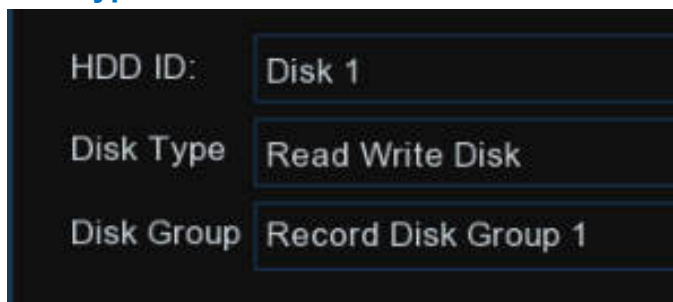 HDD ID: Disk 1
Disk Type Read Write Disk
Disk Group Record Disk Group 1